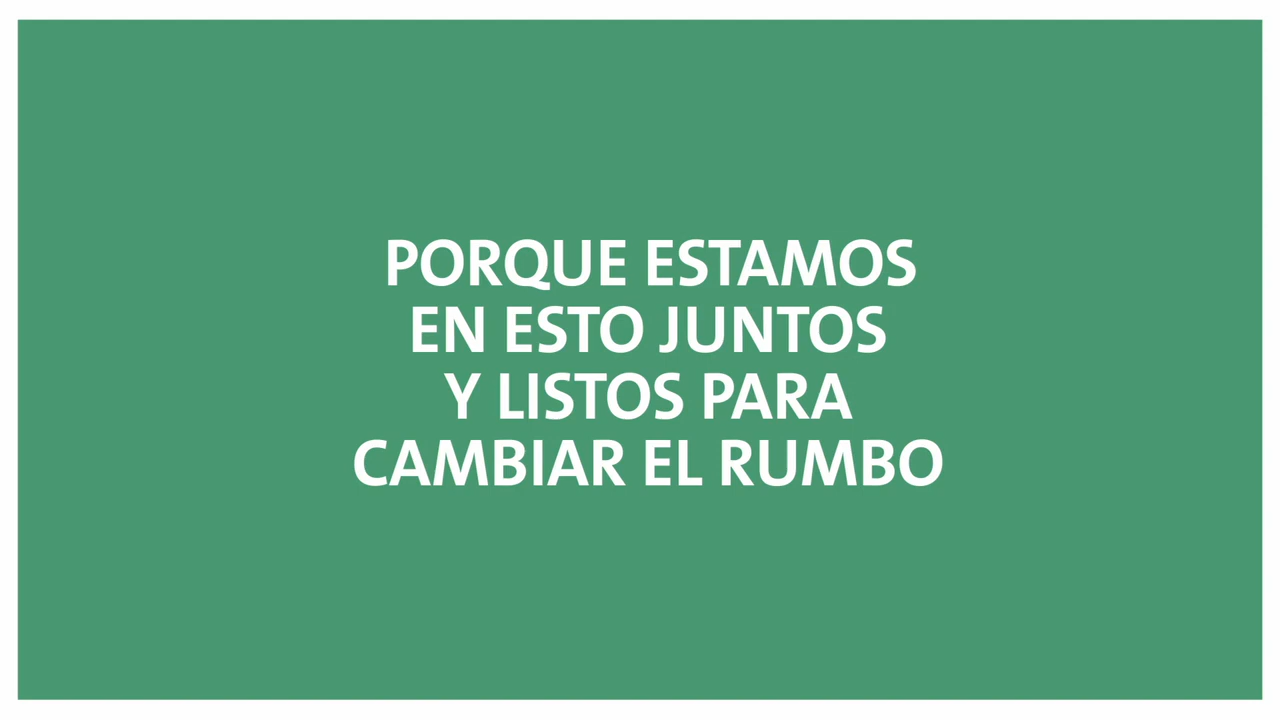 PORQUE ESTAMOS
EN ESTO JUNTOS
Y LISTOS PARA
CAMBIAR EL RUMBO